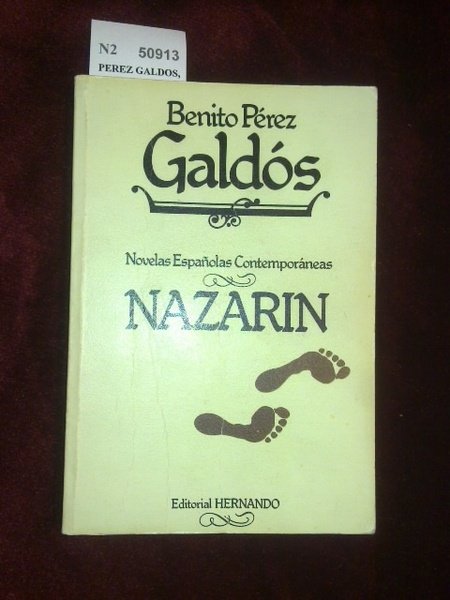 N2 50913
PEREZ GALDOS,
Benito Pérez
Galdós
Novelas Españolas Contemporáneas
NAZARIN
Editorial HERNANDO